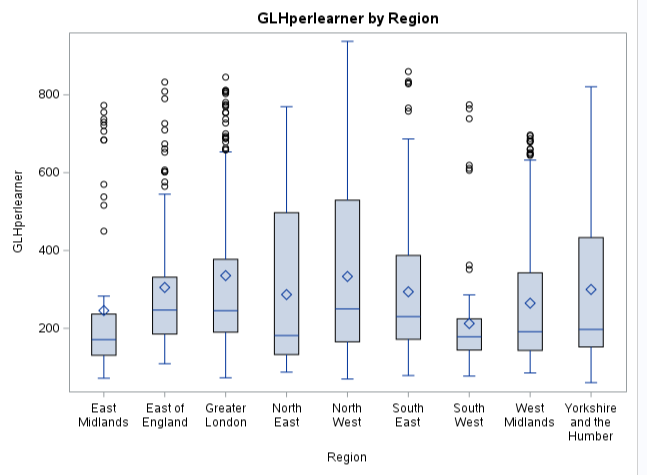 GLHperlearner by Region
GLHperlearner
800
600
400
200
East
Midlands
East of
England
Greater
London
North
East
North
West
South
East
South
West
West
Midlands
Yorkshire
and the
Humber
Region